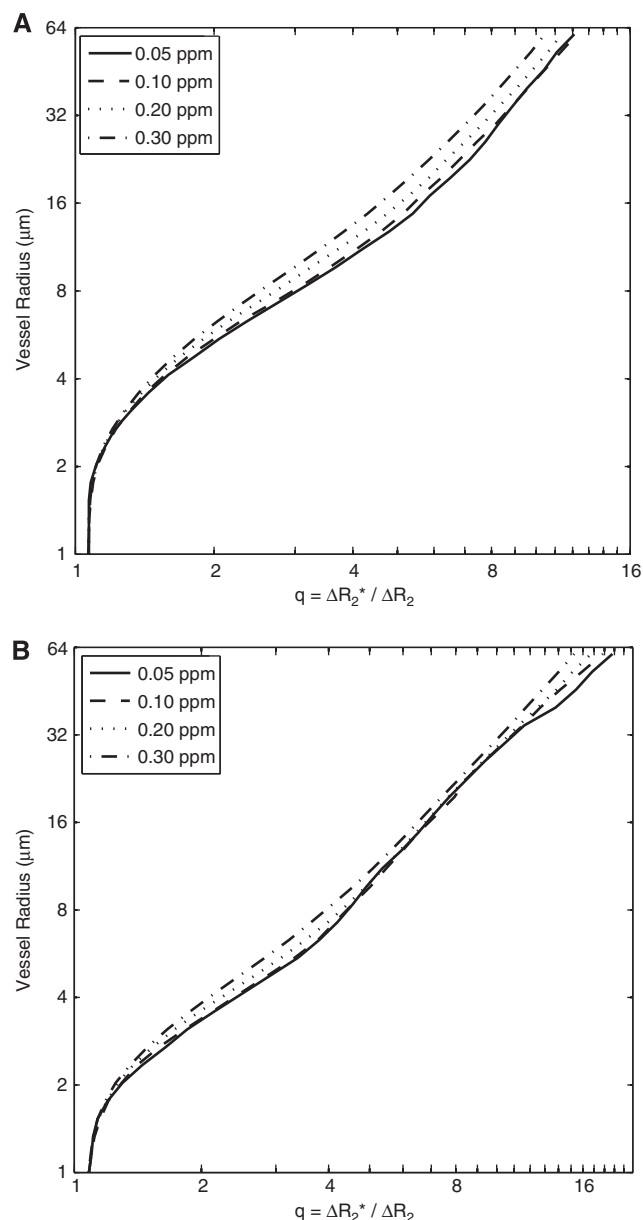 A
64
32
16
8
4
2
1
Vessel Radius (μm)
0.05 ppm
0.10 ppm
0.20 ppm
0.30 ppm
1 2 4 8 16
q = ΔR₂* / ΔR₂
B
64
32
16
8
4
2
1
Vessel Radius (μm)
0.05 ppm
0.10 ppm
0.20 ppm
0.30 ppm
1 2 4 8 16
q = ΔR₂* / ΔR₂